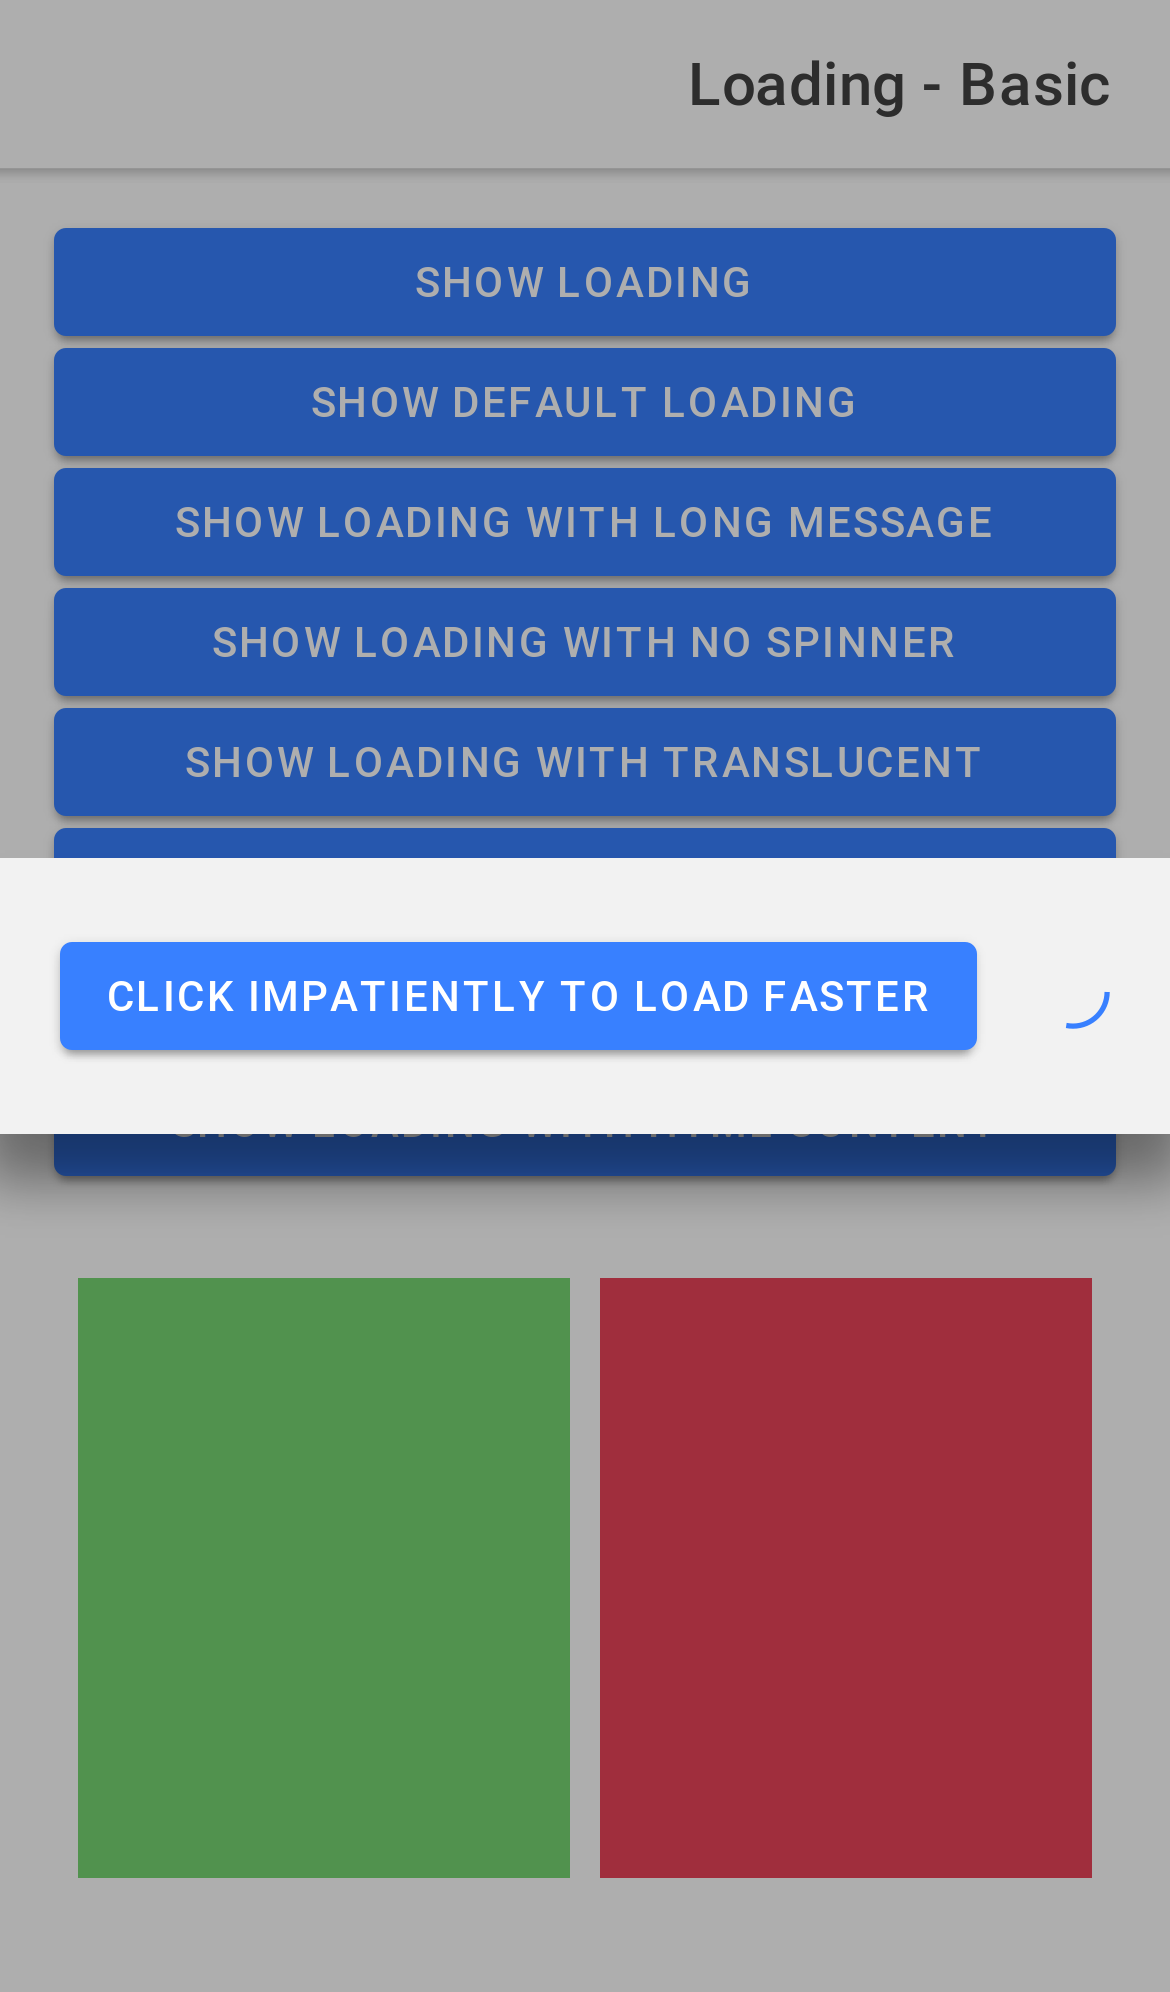 Loading - Basic
SHOW LOADING
SHOW DEFAULT LOADING
SHOW LOADING WITH LONG MESSAGE
SHOW LOADING WITH NO SPINNER
SHOW LOADING WITH TRANSLUCENT
CLICK IMPATIENTLY TO LOAD FASTER